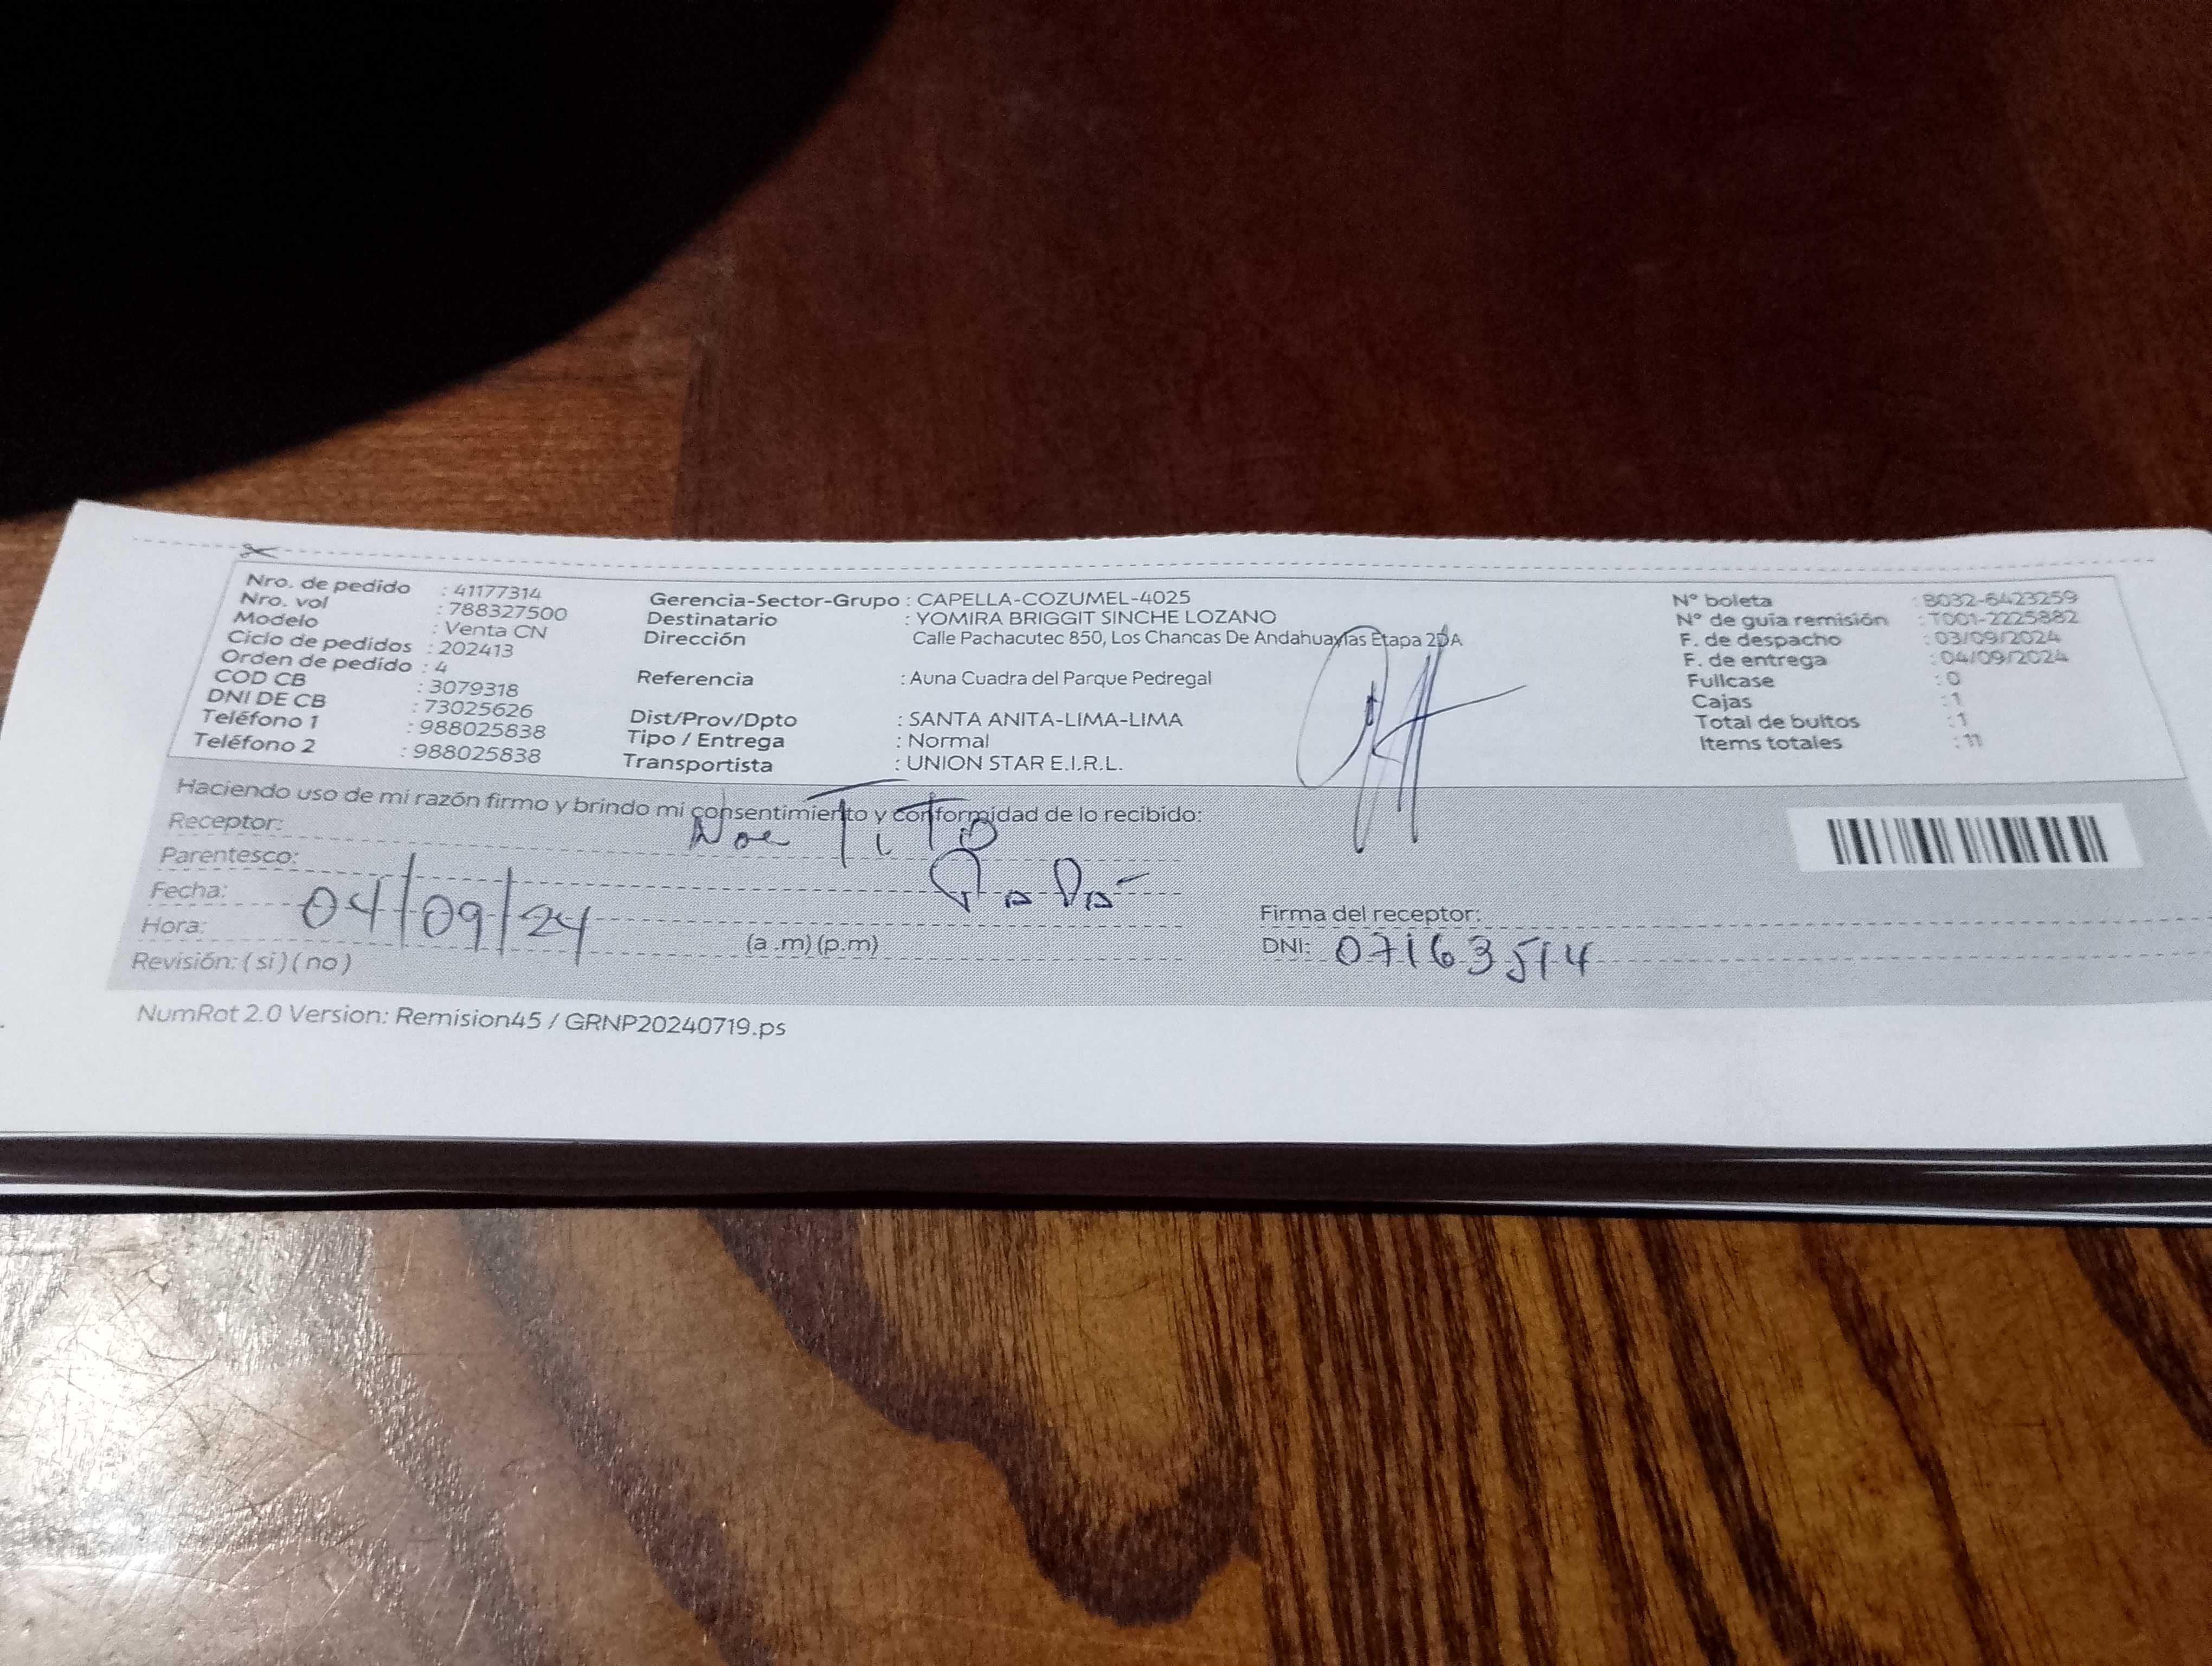 Nro. de pedido : 41177314
Nro. vol : 788327500
Modelo : Venta CN
Ciclo de pedidos : 202413
Orden de pedido : 4
COD CB : 3079318
DNI DE CB : 73025626
Teléfono 1 : 988025838
Teléfono 2 : 988025838
Gerencia-Sector-Grupo : CAPELLA-COZUMEL-4025
Destinatario : YOMIRA BRIGGIT SINCHE LOZANO
Dirección Calle Pachacutec 850, Los Chancas De Andahuaylas Etapa 2DA
Referencia : Auna Cuadra del Parque Pedregal
Dist/Prov/Dpto : SANTA ANITA-LIMA-LIMA
Tipo / Entrega : Normal
Transportista : UNION STAR E.I.R.L.
N° boleta : B032-6423259
N° de guía remisión : T001-2225882
F. de despacho : 03/09/2024
F. de entrega : 04/09/2024
Fullcase : 0
Cajas : 1
Total de bultos : 1
Items totales : 11
Haciendo uso de mi razón firmo y brindo mi consentimiento y conformidad de lo recibido:
Receptor: Noe TiTo
Parentesco: Papá
Fecha: 04/09/24
Hora: (a .m) (p.m)
Revisión: ( si ) ( no )
Firma del receptor:
DNI: 07163514
NumRot 2.0 Version: Remision45 / GRNP20240719.ps